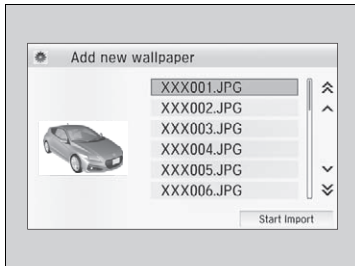 Add new wallpaper
XXX001.JPG
XXX002.JPG
XXX003.JPG
XXX004.JPG
XXX005.JPG
XXX006.JPG
Start Import